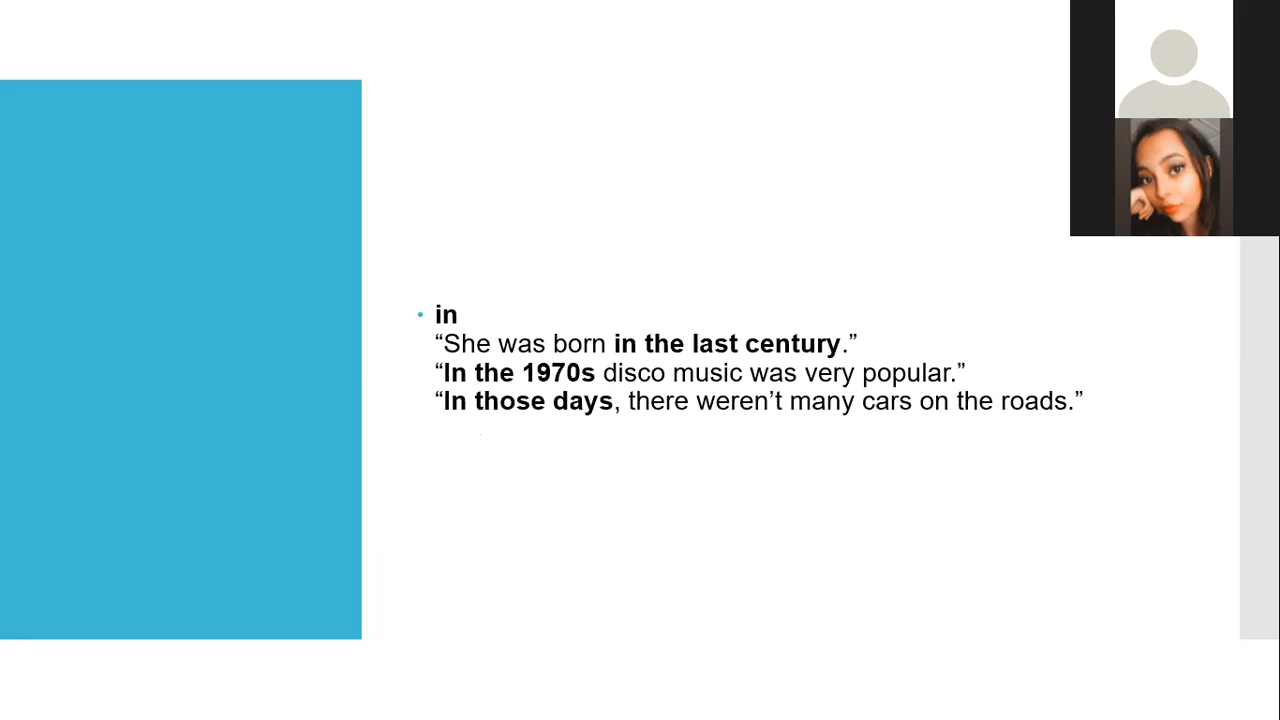 • in
“She was born in the last century.”
“In the 1970s disco music was very popular.”
“In those days, there weren’t many cars on the roads.”